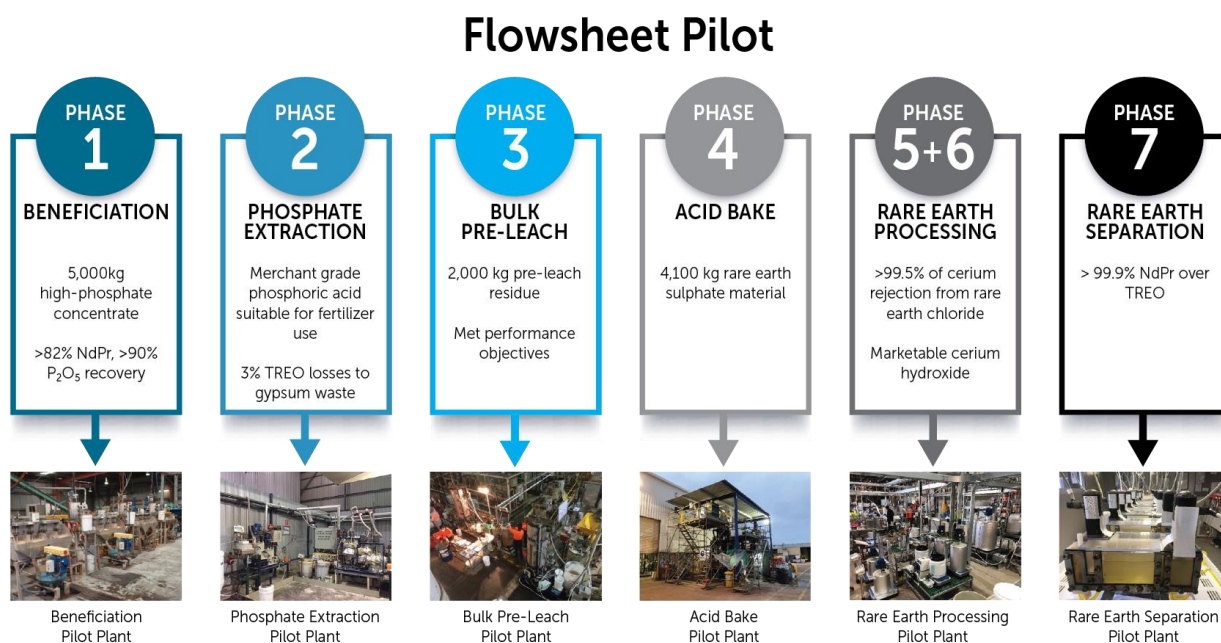 Flowsheet Pilot
PHASE
1
BENEFICIATION
5,000kg
high-phosphate
concentrate
>82% NdPr, >90%
P₂O₅ recovery
Beneficiation
Pilot Plant
PHASE
2
PHOSPHATE
EXTRACTION
Merchant grade
phosphoric acid
suitable for fertilizer
use
3% TREO losses to
gypsum waste
Phosphate Extraction
Pilot Plant
PHASE
3
BULK
PRE-LEACH
2,000 kg pre-leach
residue
Met performance
objectives
Bulk Pre-Leach
Pilot Plant
PHASE
4
ACID BAKE
4,100 kg rare earth
sulphate material
Acid Bake
Pilot Plant
PHASE
5+6
RARE EARTH
PROCESSING
>99.5% of cerium
rejection from rare
earth chloride
Marketable cerium
hydroxide
Rare Earth Processing
Pilot Plant
PHASE
7
RARE EARTH
SEPARATION
> 99.9% NdPr over
TREO
Rare Earth Separation
Pilot Plant